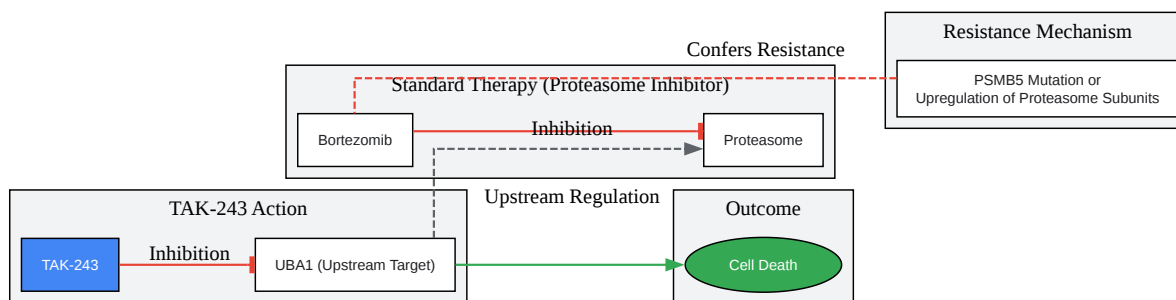 Resistance Mechanism
Confers Resistance
PSMB5 Mutation or
Upregulation of Proteasome Subunits
Standard Therapy (Proteasome Inhibitor)
Bortezomib
Inhibition
Proteasome
Upstream Regulation
TAK-243 Action
Outcome
TAK-243
Inhibition
UBA1 (Upstream Target)
Cell Death